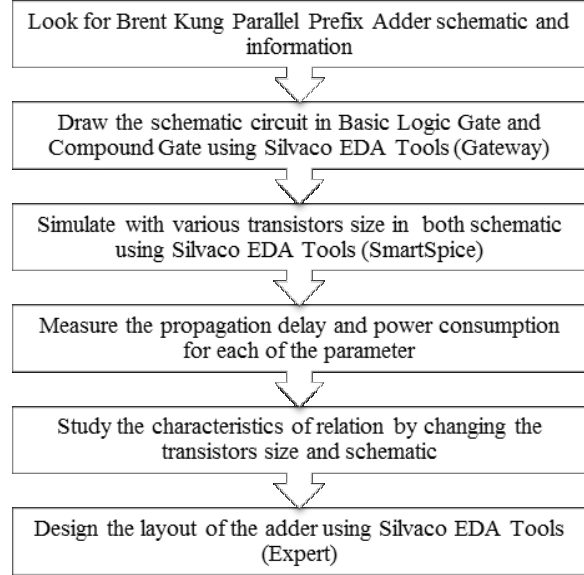 Look for Brent Kung Parallel Prefix Adder schematic and
information
Draw the schematic circuit in Basic Logic Gate and
Compound Gate using Silvaco EDA Tools (Gateway)
Simulate with various transistors size in both schematic
using Silvaco EDA Tools (SmartSpice)
Measure the propagation delay and power consumption
for each of the parameter
Study the characteristics of relation by changing the
transistors size and schematic
Design the layout of the adder using Silvaco EDA Tools
(Expert)